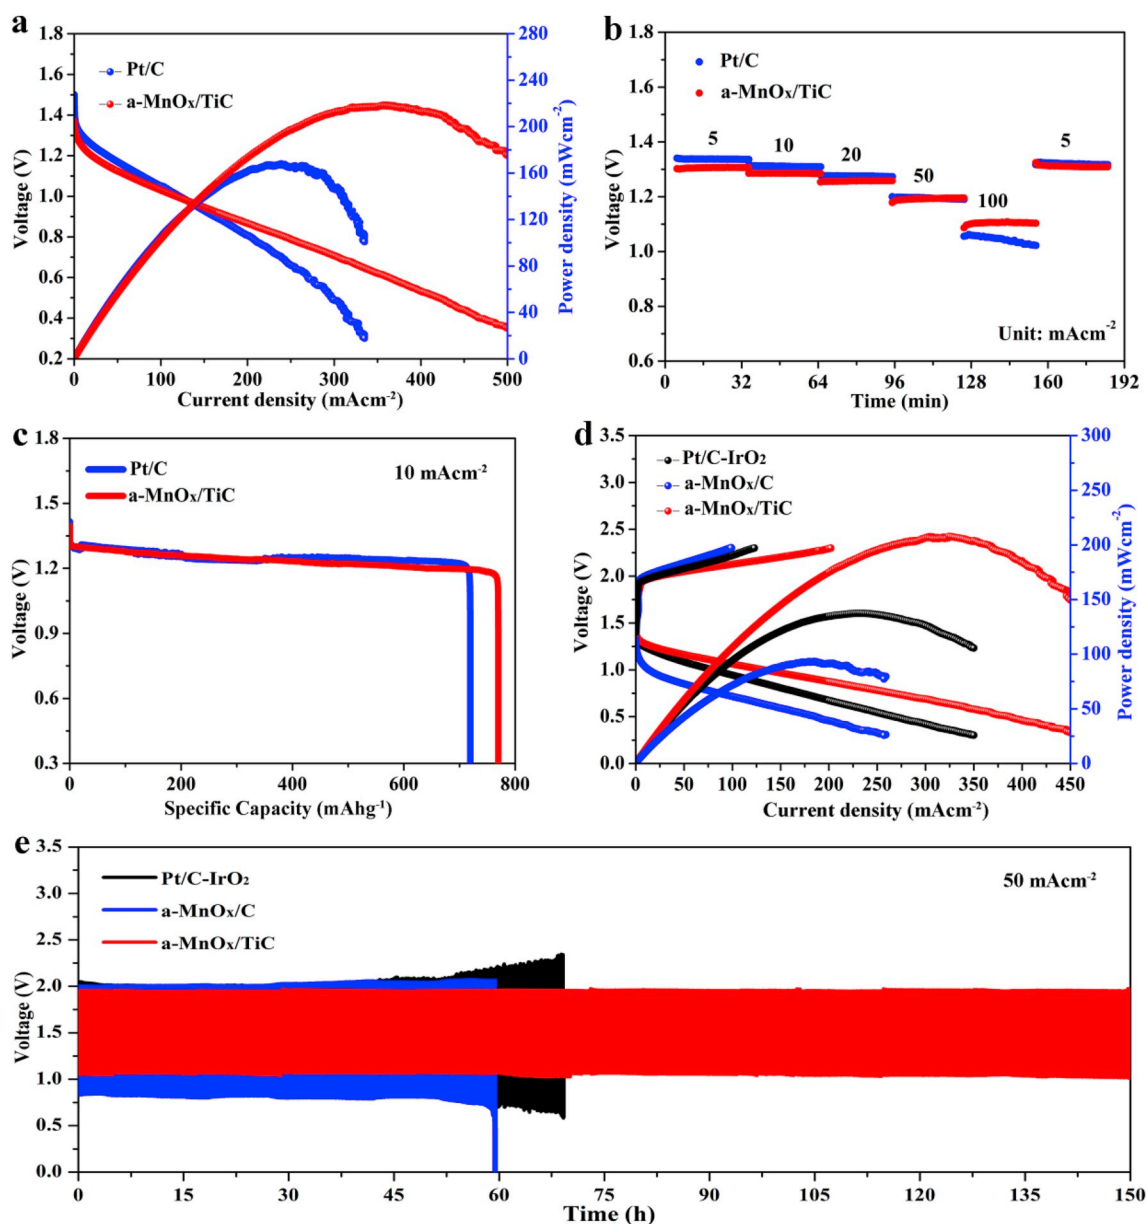 a
Pt/C
a-MnOx/TiC
Voltage (V)
1.8
1.6
1.4
1.2
1.0
0.8
0.6
0.4
0.2
280
240
200
160
120
80
40
0
Power density (mWcm⁻²)
0 100 200 300 400 500
Current density (mAcm⁻²)
b
Pt/C
a-MnOx/TiC
Voltage (V)
1.8
1.6
1.4
1.2
1.0
0.8
0.6
5 10 20 50 100 5
Unit: mAcm⁻²
0 32 64 96 128 160 192
Time (min)
c
Pt/C
a-MnOx/TiC
10 mAcm⁻²
Voltage (V)
1.8
1.5
1.2
0.9
0.6
0.3
0 200 400 600 800
Specific Capacity (mAhg⁻¹)
d
Pt/C-IrO₂
a-MnOx/C
a-MnOx/TiC
Voltage (V)
3.5
3.0
2.5
2.0
1.5
1.0
0.5
0.0
300
250
200
150
100
50
0
Power density (mWcm⁻²)
0 50 100 150 200 250 300 350 400 450
Current density (mAcm⁻²)
e
Pt/C-IrO₂
a-MnOx/C
a-MnOx/TiC
50 mAcm⁻²
Voltage (V)
3.5
3.0
2.5
2.0
1.5
1.0
0.5
0.0
0 15 30 45 60 75 90 105 120 135 150
Time (h)